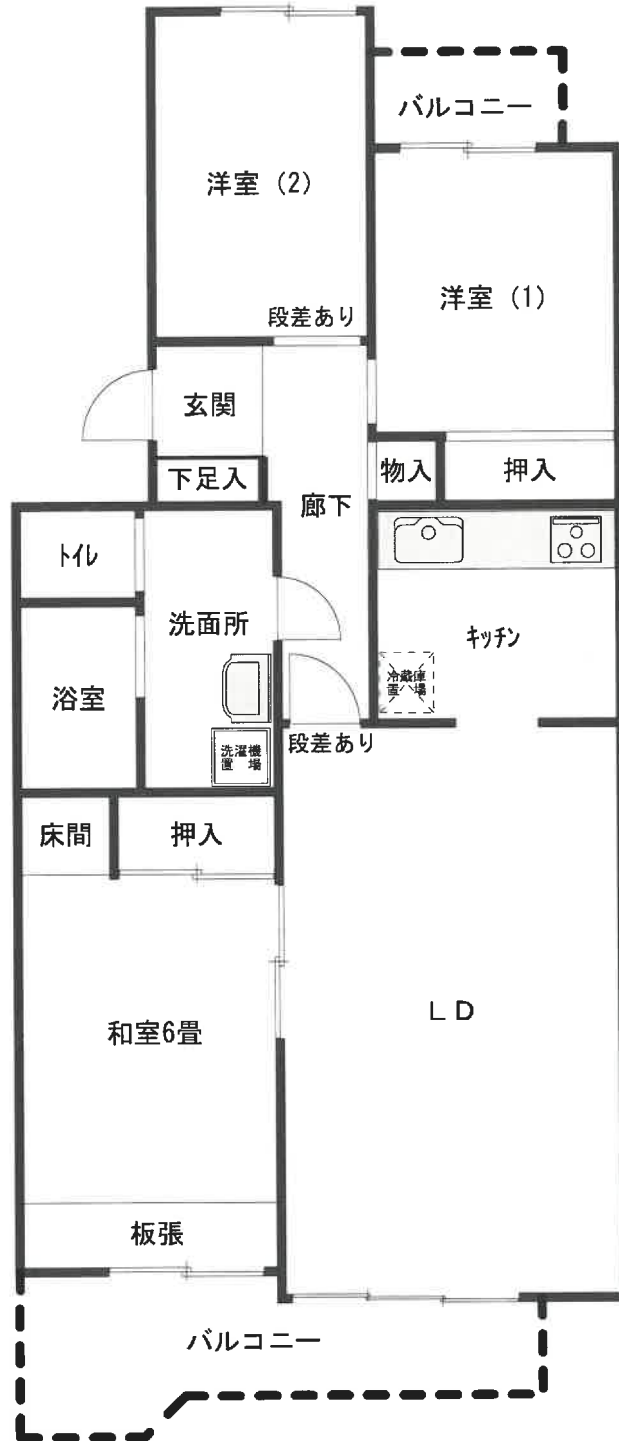 バルコニー
洋室（2）
洋室（1）
段差あり
玄関
下足入
物入
押入
廊下
トイレ
洗面所
キッチン
浴室
冷蔵庫
置場
段差あり
洗濯機
置場
床間
押入
和室6畳
ＬＤ
板張
バルコニー